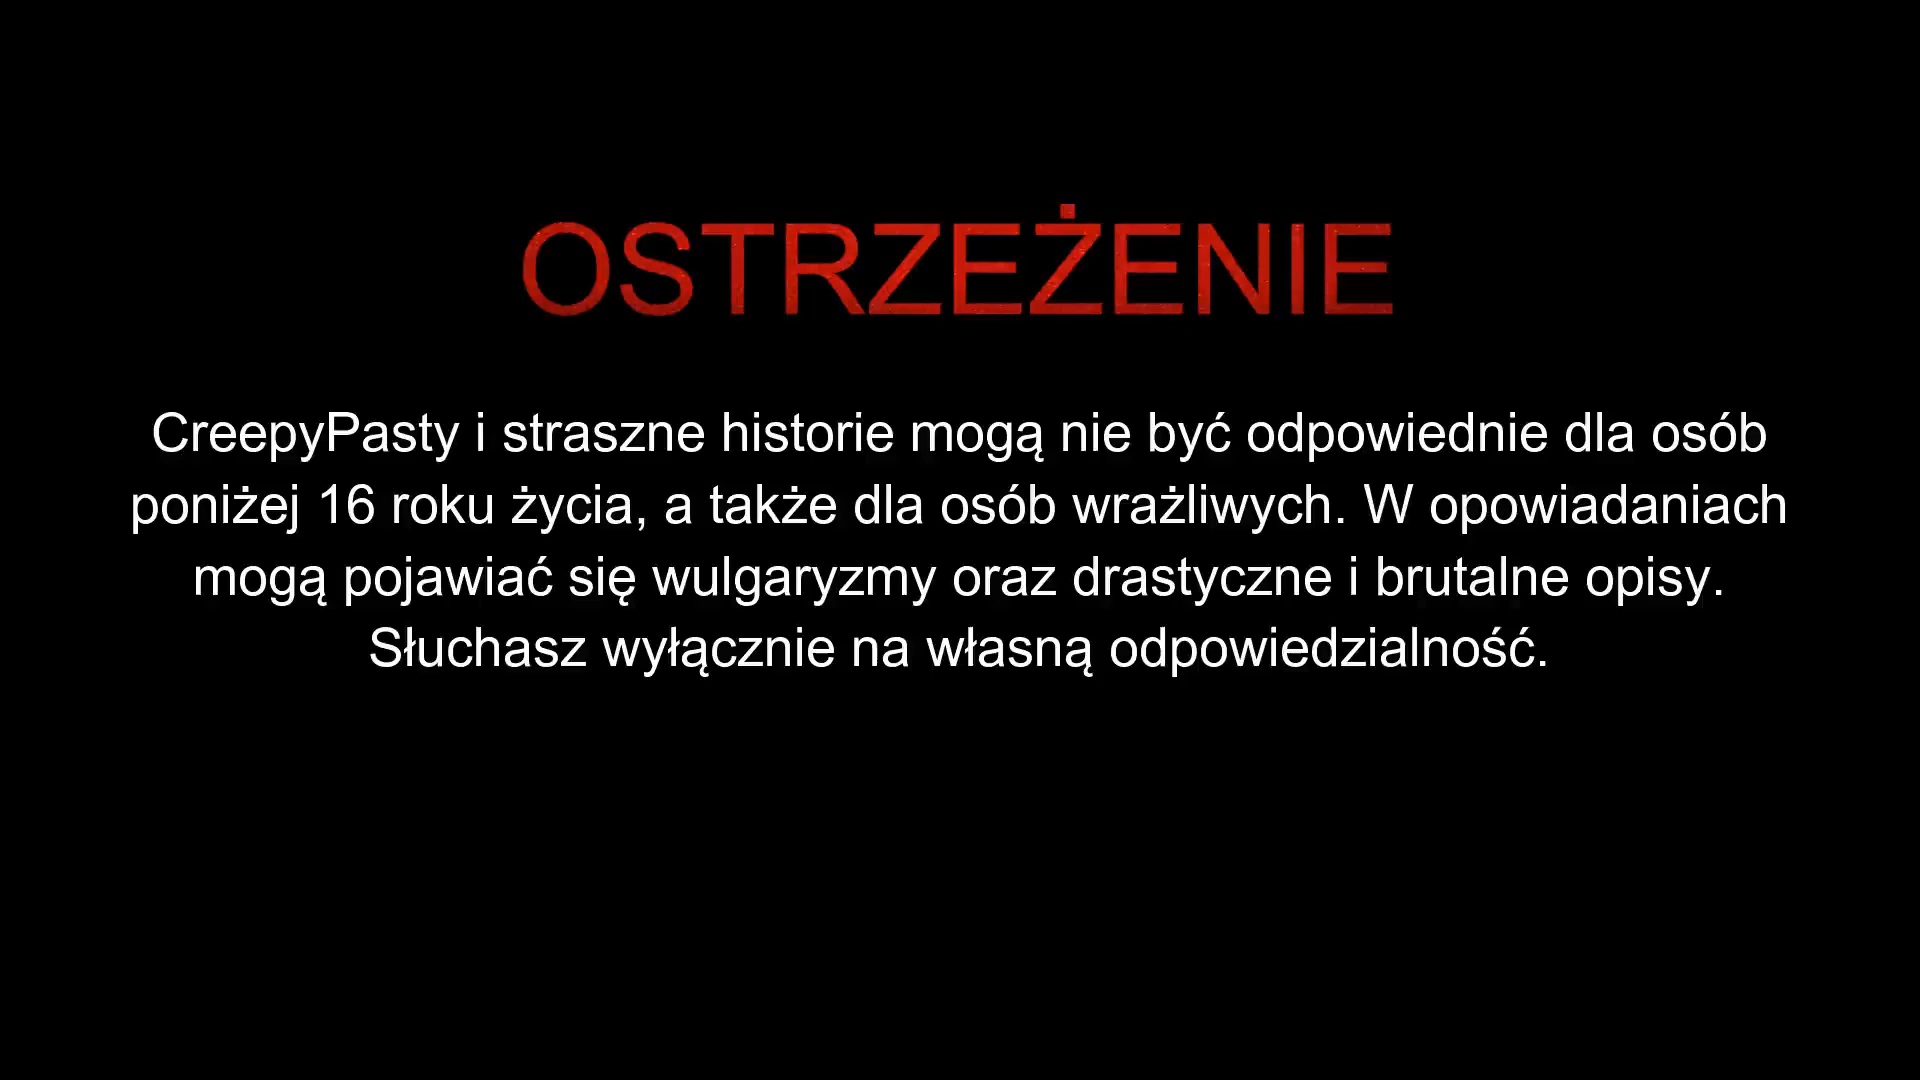 OSTRZEŻENIE
CreepyPasty i straszne historie mogą nie być odpowiednie dla osób
poniżej 16 roku życia, a także dla osób wrażliwych. W opowiadaniach
mogą pojawiać się wulgaryzmy oraz drastyczne i brutalne opisy.
Słuchasz wyłącznie na własną odpowiedzialność.